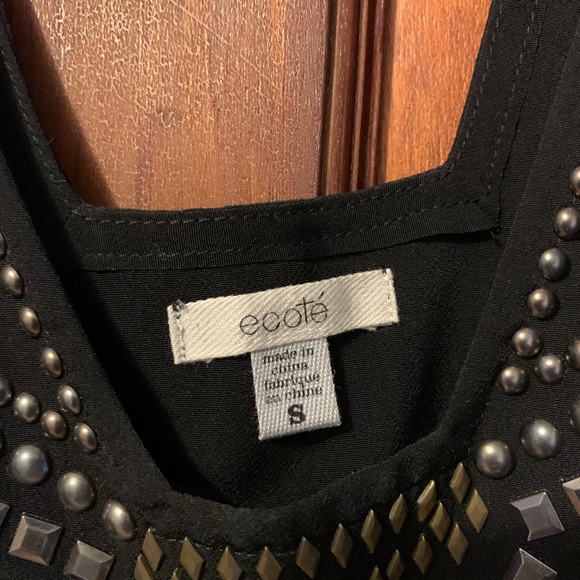 ecoté
made in
china
fabriqué
en chine
S